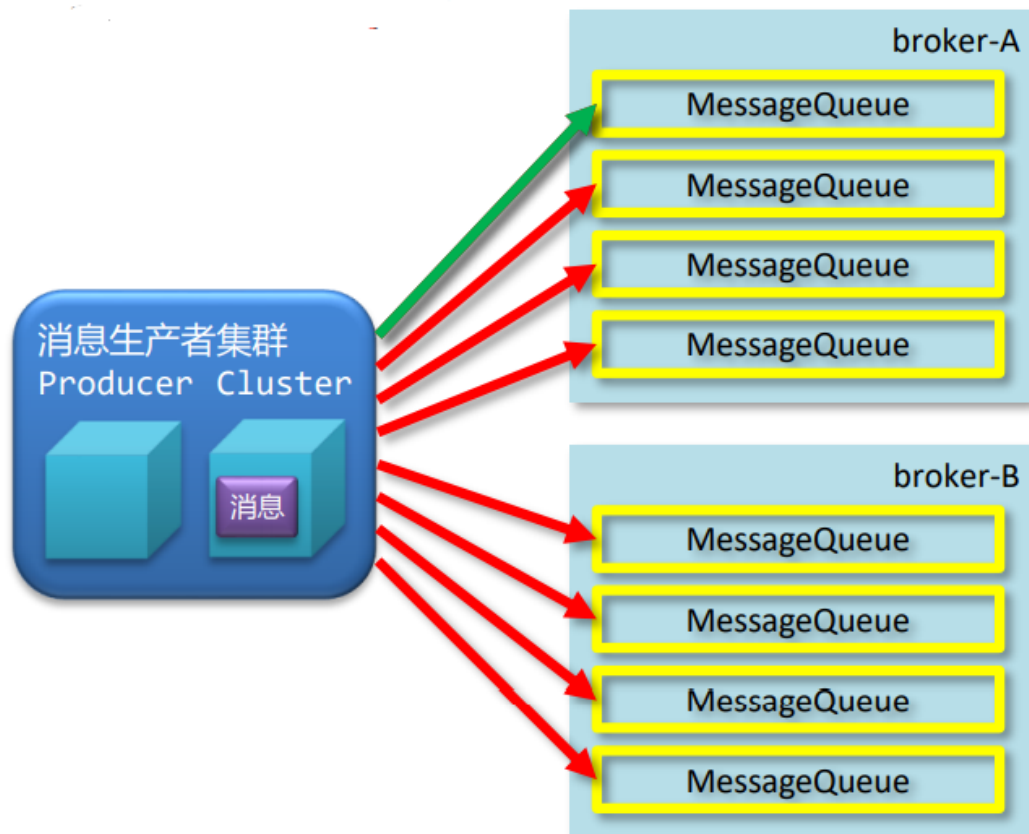 broker-A
MessageQueue
MessageQueue
MessageQueue
MessageQueue
消息生产者集群
Producer Cluster
消息
broker-B
MessageQueue
MessageQueue
MessageQueue
MessageQueue